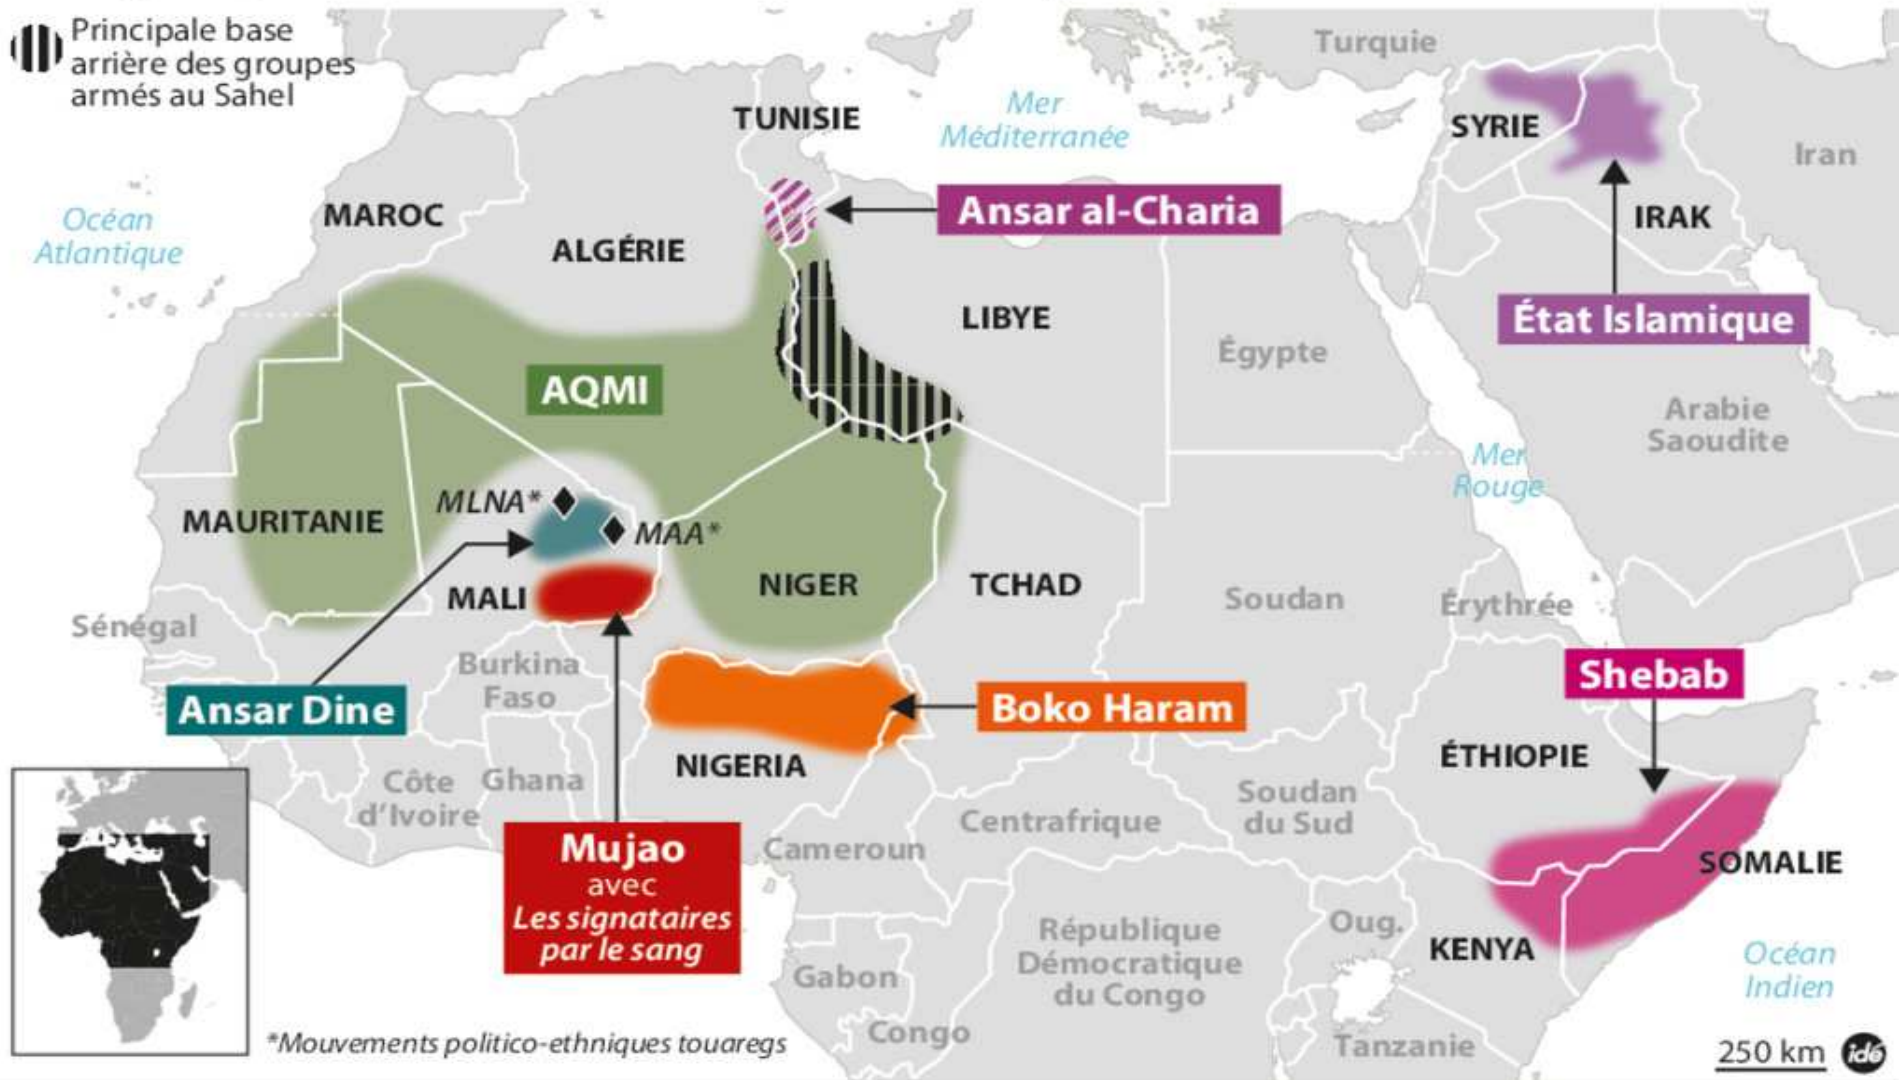 Principale base
arrière des groupes
armés au Sahel
Turquie
TUNISIE
Mer
Méditerranée
SYRIE
Iran
Océan
Atlantique
MAROC
ALGÉRIE
Ansar al-Charia
IRAK
LIBYE
Égypte
État Islamique
AQMI
Arabie
Saoudite
Mer
Rouge
MAURITANIE
MLNA*
MAA*
MALI
NIGER
TCHAD
Soudan
Érythrée
Sénégal
Burkina
Faso
Ansar Dine
Boko Haram
Shebab
NIGERIA
ÉTHIOPIE
Côte
d'Ivoire
Ghana
Centrafrique
Soudan
du Sud
Mujao
avec
Les signataires
par le sang
Cameroun
SOMALIE
Gabon
République
Démocratique
du Congo
Oug.
KENYA
Océan
Indien
Congo
Tanzanie
*Mouvements politico-ethniques touaregs
250 km
idé